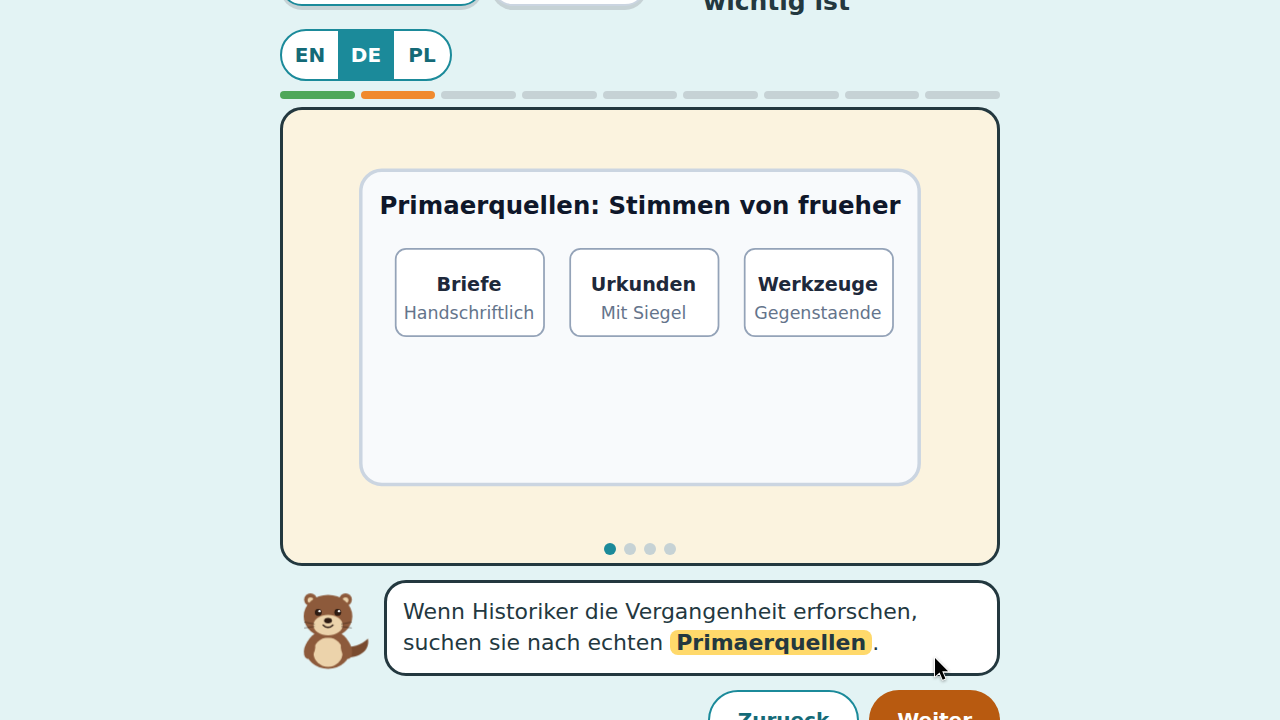 wichtig ist
EN DE PL
Primaerquellen: Stimmen von frueher
Briefe
Handschriftlich
Urkunden
Mit Siegel
Werkzeuge
Gegenstaende
Wenn Historiker die Vergangenheit erforschen,
suchen sie nach echten Primaerquellen.
Zurueck
Weiter